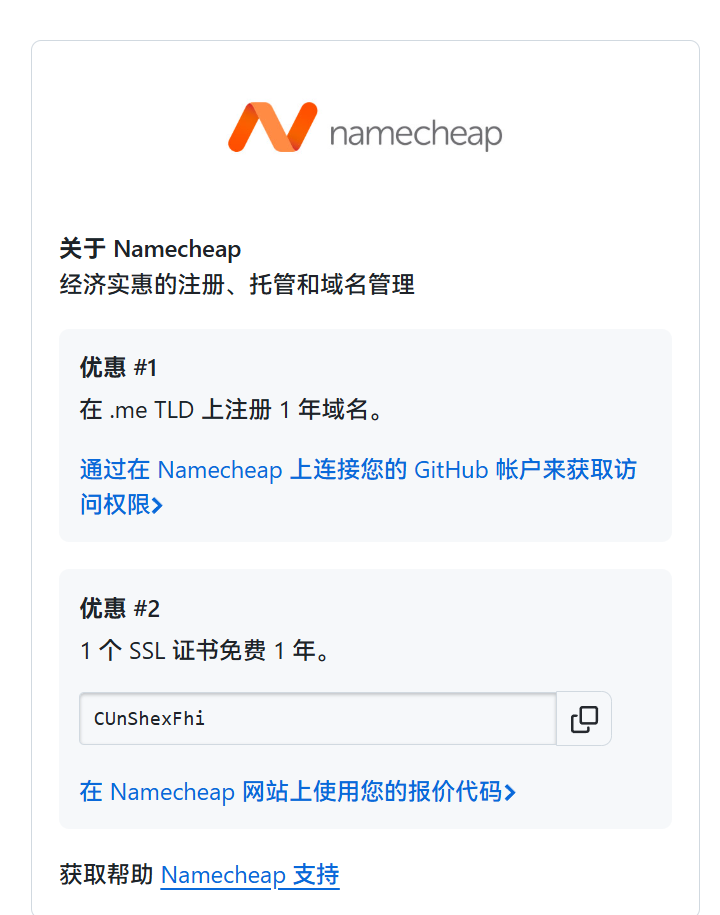 namecheap
关于 Namecheap
经济实惠的注册、托管和域名管理
优惠 #1
在 .me TLD 上注册 1 年域名。
通过在 Namecheap 上连接您的 GitHub 帐户来获取访
问权限
优惠 #2
1 个 SSL 证书免费 1 年。
CUnShexFhi
在 Namecheap 网站上使用您的报价代码
获取帮助 Namecheap 支持